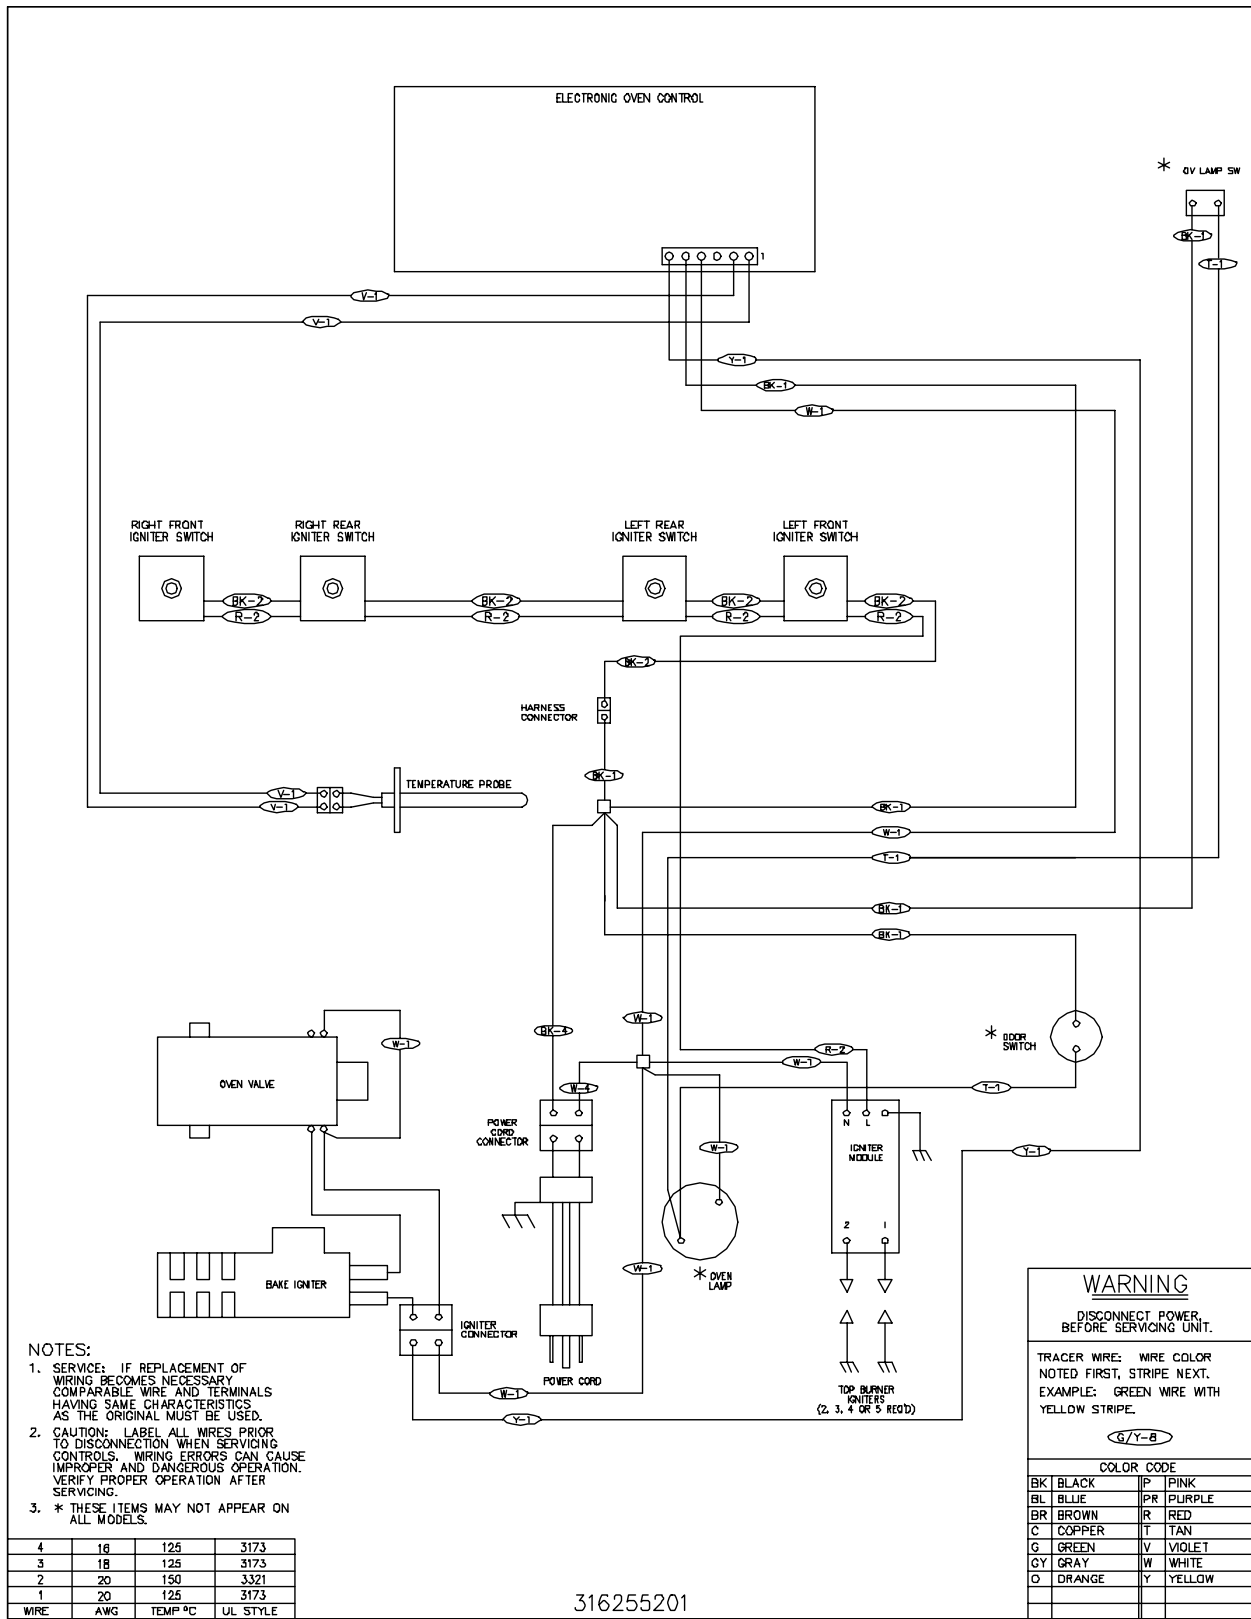 ELECTRONIC OVEN CONTROL
* OV LAMP SW
BK-1
T-1
1
V-1
V-1
Y-1
BK-1
W-1
RIGHT FRONT
IGNITER SWITCH
RIGHT REAR
IGNITER SWITCH
LEFT REAR
IGNITER SWITCH
LEFT FRONT
IGNITER SWITCH
BK-2
BK-2
BK-2
BK-2
R-2
R-2
R-2
R-2
BK-2
HARNESS
CONNECTOR
BK-1
TEMPERATURE PROBE
V-1
V-1
BK-1
W-1
T-1
BK-1
BK-1
BK-4
W-1
W-1
* DOOR
SWITCH
R-2
W-1
OVEN VALVE
W-4
T-1
POWER
CORD
CONNECTOR
N L
IGNITER
MODULE
W-1
Y-1
2 1
BAKE IGNITER
W-1
* OVEN
LAMP
IGNITER
CONNECTOR
POWER CORD
W-1
Y-1
TOP BURNER
IGNITERS
(2, 3, 4 OR 5 REQ'D)
NOTES:
1. SERVICE: IF REPLACEMENT OF
WIRING BECOMES NECESSARY
COMPARABLE WIRE AND TERMINALS
HAVING SAME CHARACTERISTICS
AS THE ORIGINAL MUST BE USED.
2. CAUTION: LABEL ALL WIRES PRIOR
TO DISCONNECTION WHEN SERVICING
CONTROLS. WIRING ERRORS CAN CAUSE
IMPROPER AND DANGEROUS OPERATION.
VERIFY PROPER OPERATION AFTER
SERVICING.
3. * THESE ITEMS MAY NOT APPEAR ON
ALL MODELS.
4 16 125 3173
3 18 125 3173
2 20 150 3321
1 20 125 3173
WIRE AWG TEMP °C UL STYLE
316255201
WARNING
DISCONNECT POWER,
BEFORE SERVICING UNIT.
TRACER WIRE: WIRE COLOR
NOTED FIRST, STRIPE NEXT.
EXAMPLE: GREEN WIRE WITH
YELLOW STRIPE.
G/Y-8
COLOR CODE
BK BLACK P PINK
BL BLUE PR PURPLE
BR BROWN R RED
C COPPER T TAN
G GREEN V VIOLET
GY GRAY W WHITE
O ORANGE Y YELLOW